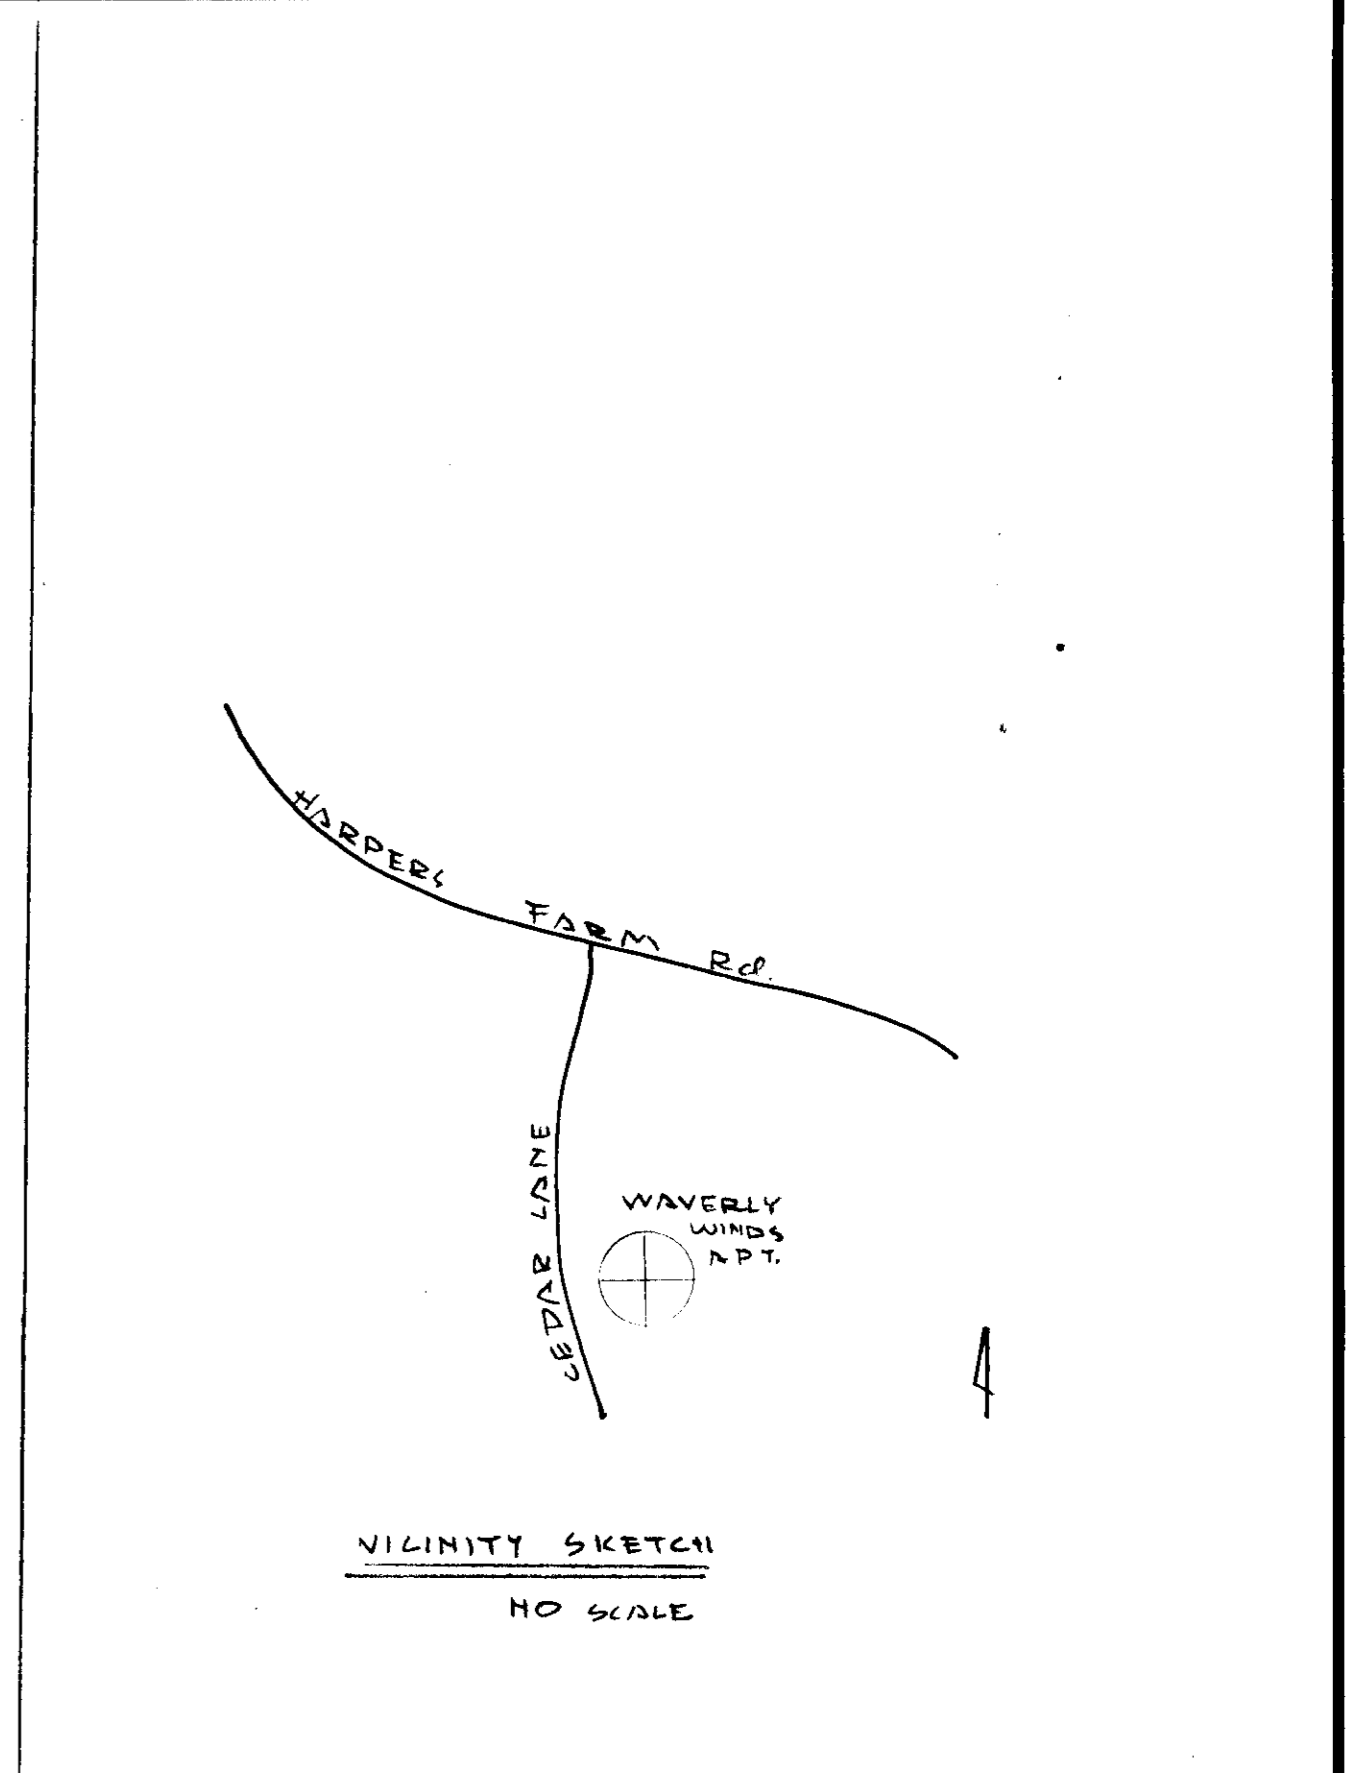 HARPERS FARM Rd.
CEDAR LANE
WAVERLY
WINDS
APT.
VICINITY SKETCH
NO SCALE